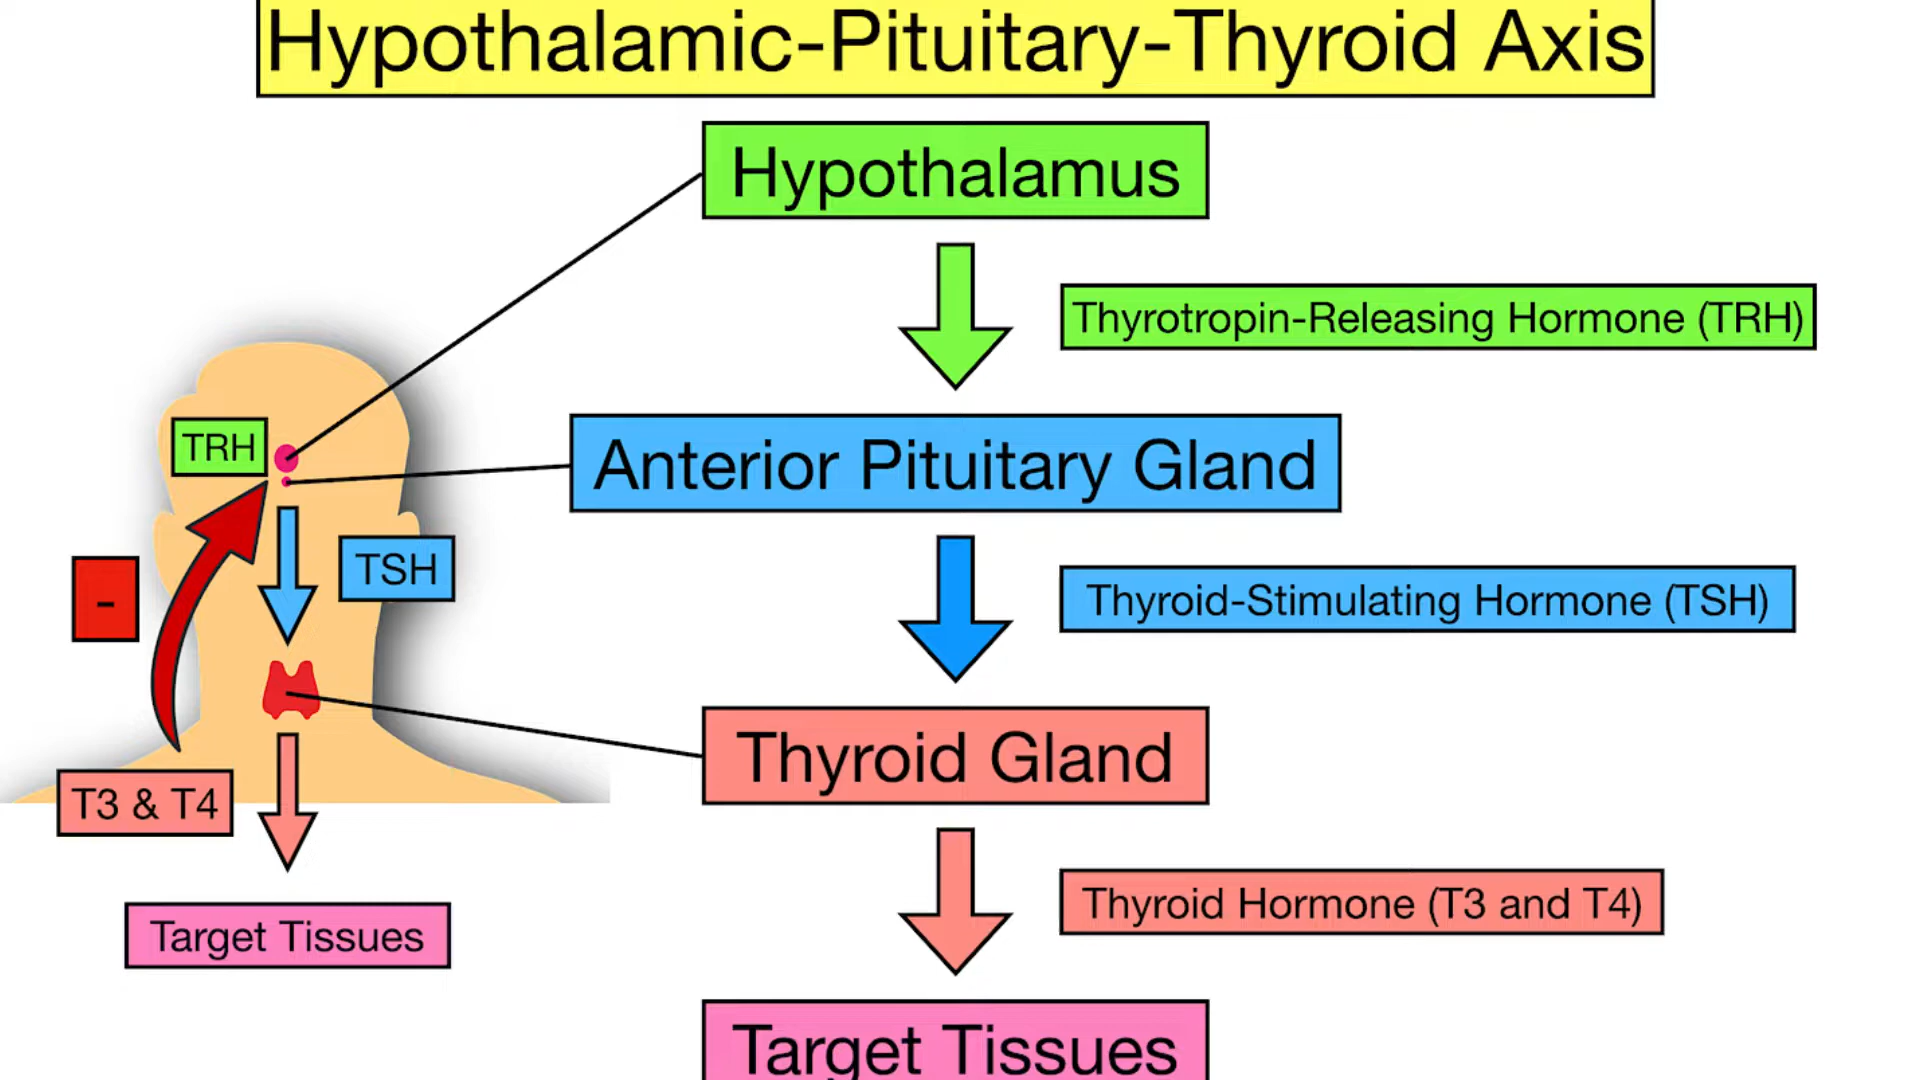 Hypothalamic-Pituitary-Thyroid Axis
Hypothalamus
Thyrotropin-Releasing Hormone (TRH)
TRH
Anterior Pituitary Gland
-
TSH
Thyroid-Stimulating Hormone (TSH)
Thyroid Gland
T3 & T4
Thyroid Hormone (T3 and T4)
Target Tissues
Target Tissues